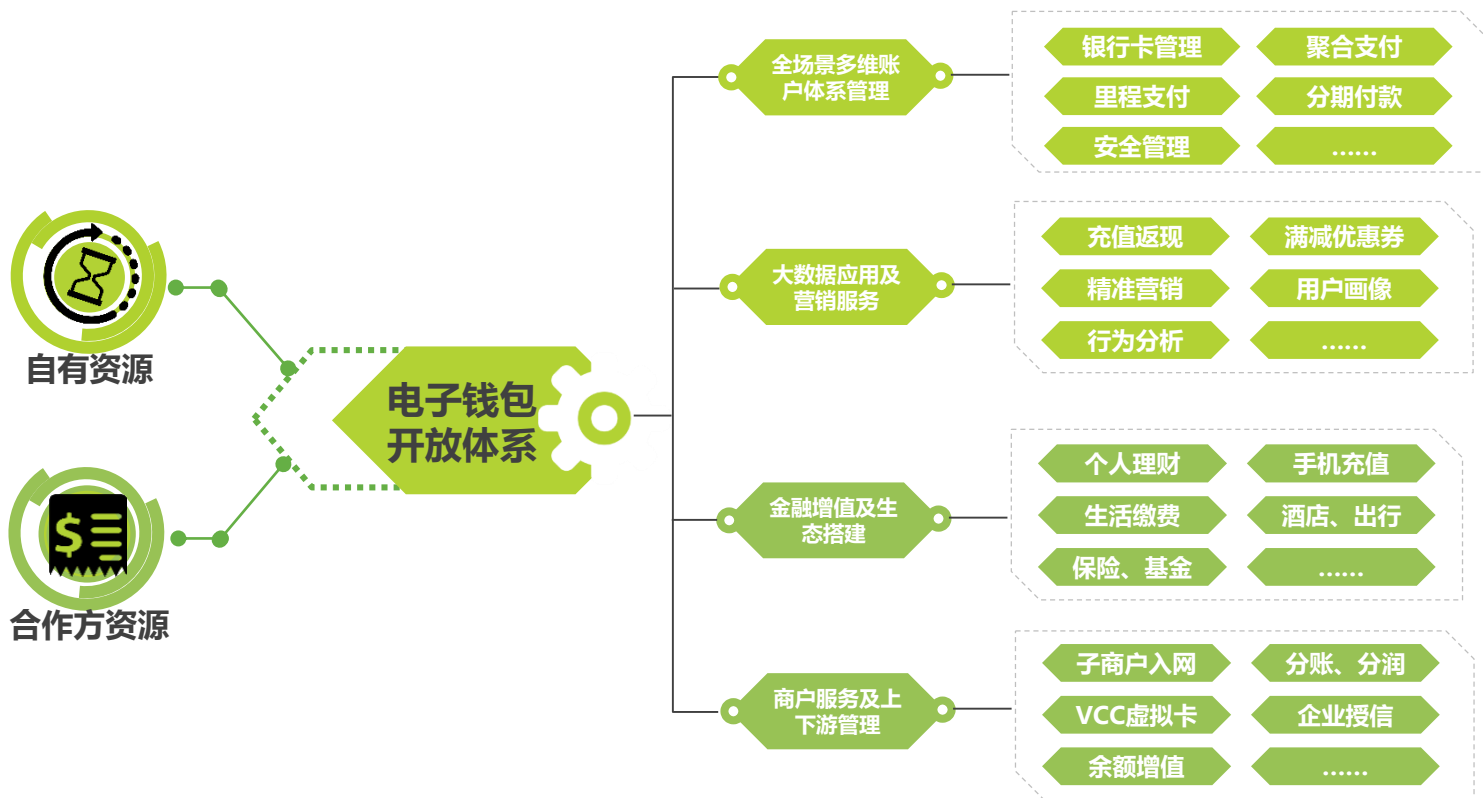 自有资源
合作方资源
电子钱包
开放体系
全场景多维账
户体系管理
银行卡管理
聚合支付
里程支付
分期付款
安全管理
……
大数据应用及
营销服务
充值返现
满减优惠券
精准营销
用户画像
行为分析
……
金融增值及生
态搭建
个人理财
手机充值
生活缴费
酒店、出行
保险、基金
……
商户服务及上
下游管理
子商户入网
分账、分润
VCC虚拟卡
企业授信
余额增值
……